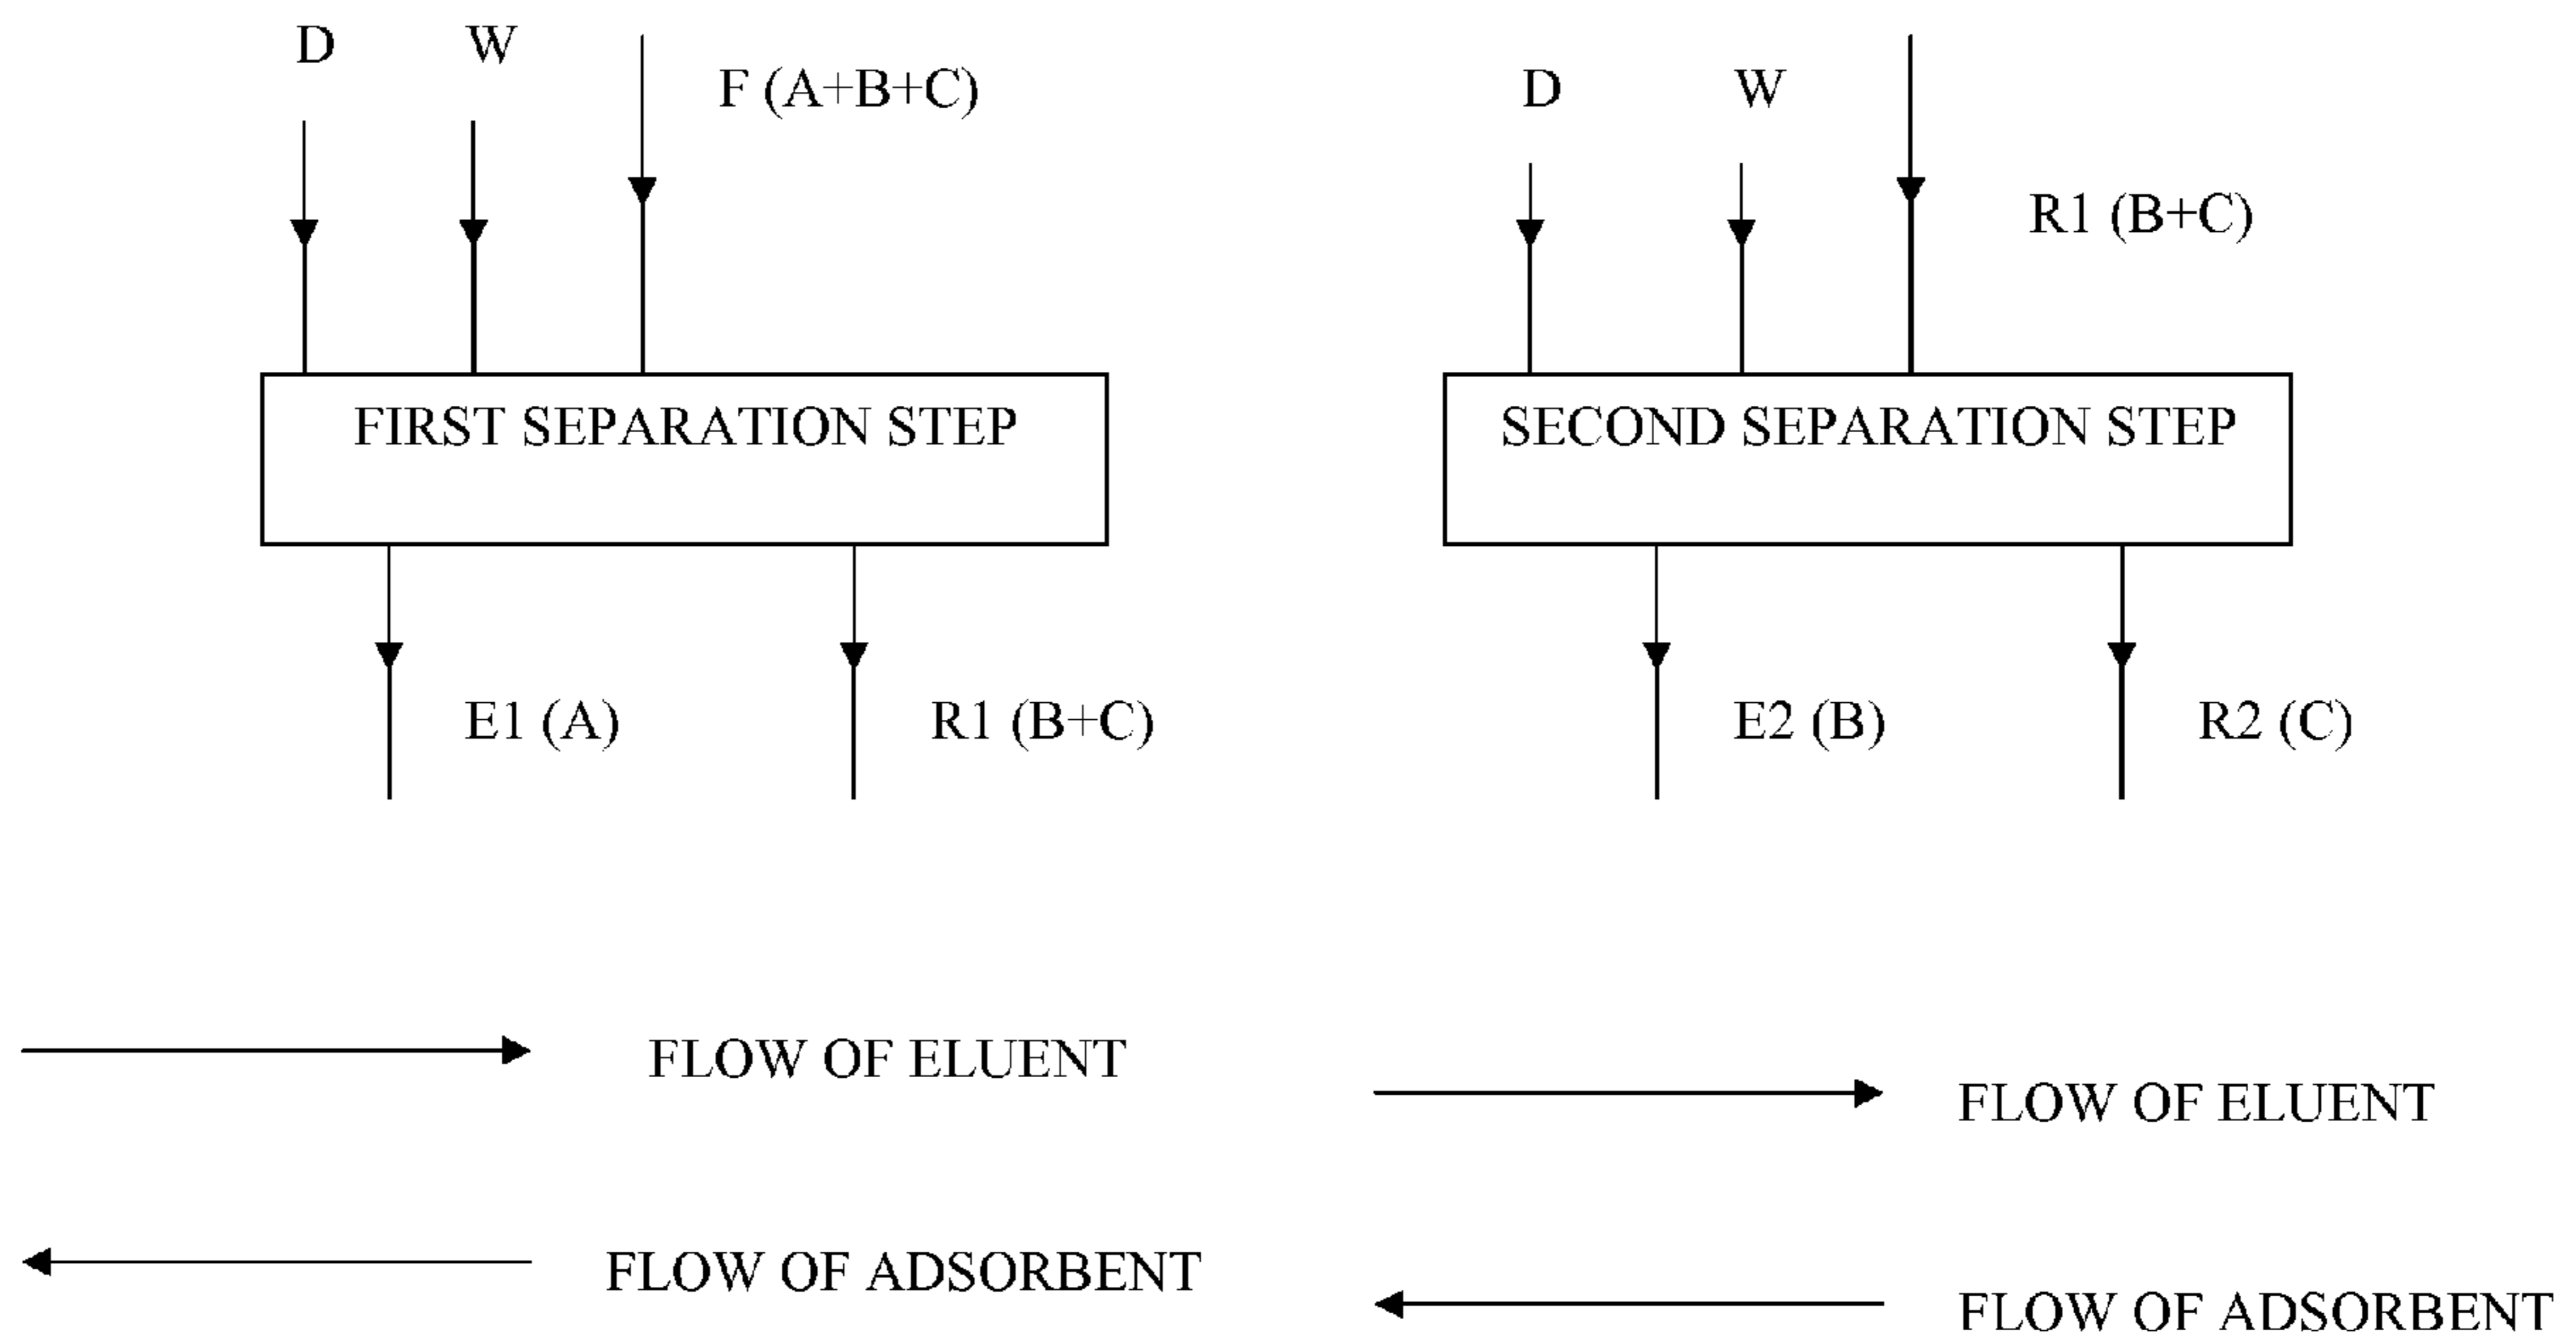 D
W
F (A+B+C)
D
W
R1 (B+C)
FIRST SEPARATION STEP
SECOND SEPARATION STEP
E1 (A)
R1 (B+C)
E2 (B)
R2 (C)
FLOW OF ELUENT
FLOW OF ELUENT
FLOW OF ADSORBENT
FLOW OF ADSORBENT